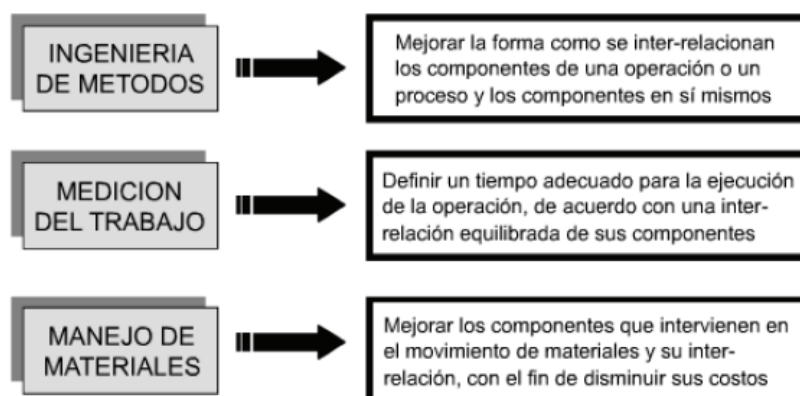 INGENIERIA
DE METODOS
Mejorar la forma como se inter-relacionan
los componentes de una operación o un
proceso y los componentes en sí mismos
MEDICION
DEL TRABAJO
Definir un tiempo adecuado para la ejecución
de la operación, de acuerdo con una inter-
relación equilibrada de sus componentes
MANEJO DE
MATERIALES
Mejorar los componentes que intervienen en
el movimiento de materiales y su inter-
relación, con el fin de disminuir sus costos